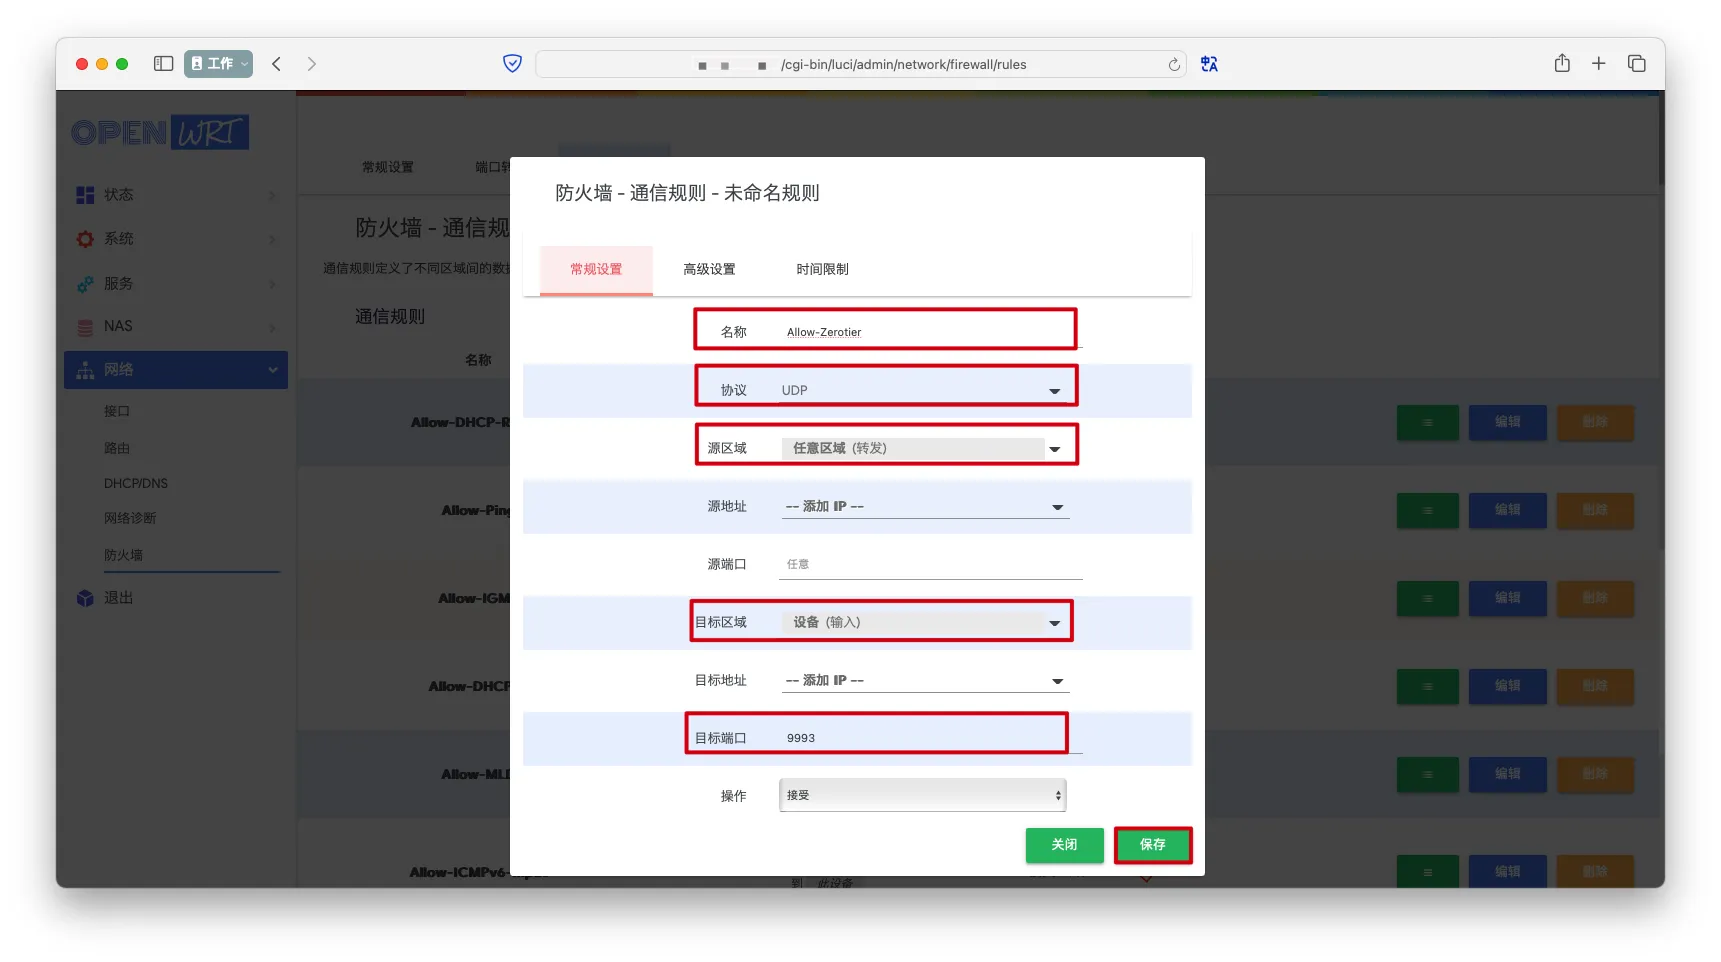 工作
/cgi-bin/luci/admin/network/firewall/rules
OPENWRT
状态
系统
服务
NAS
网络
接口
路由
DHCP/DNS
网络诊断
防火墙
退出
常规设置
端口转
防火墙 - 通信规
通信规则定义了不同区域间的数据
通信规则
名称
Allow-DHCP-R
编辑
删除
Allow-Ping
编辑
删除
Allow-IGM
编辑
删除
Allow-DHCP
编辑
删除
Allow-MLD
编辑
删除
Allow-ICMPv6-
到 此设备
编辑
删除
防火墙 - 通信规则 - 未命名规则
常规设置 高级设置 时间限制
名称 Allow-Zerotier
协议 UDP
源区域 任意区域 (转发)
源地址 -- 添加 IP --
源端口 任意
目标区域 设备 (输入)
目标地址 -- 添加 IP --
目标端口 9993
操作 接受
关闭 保存